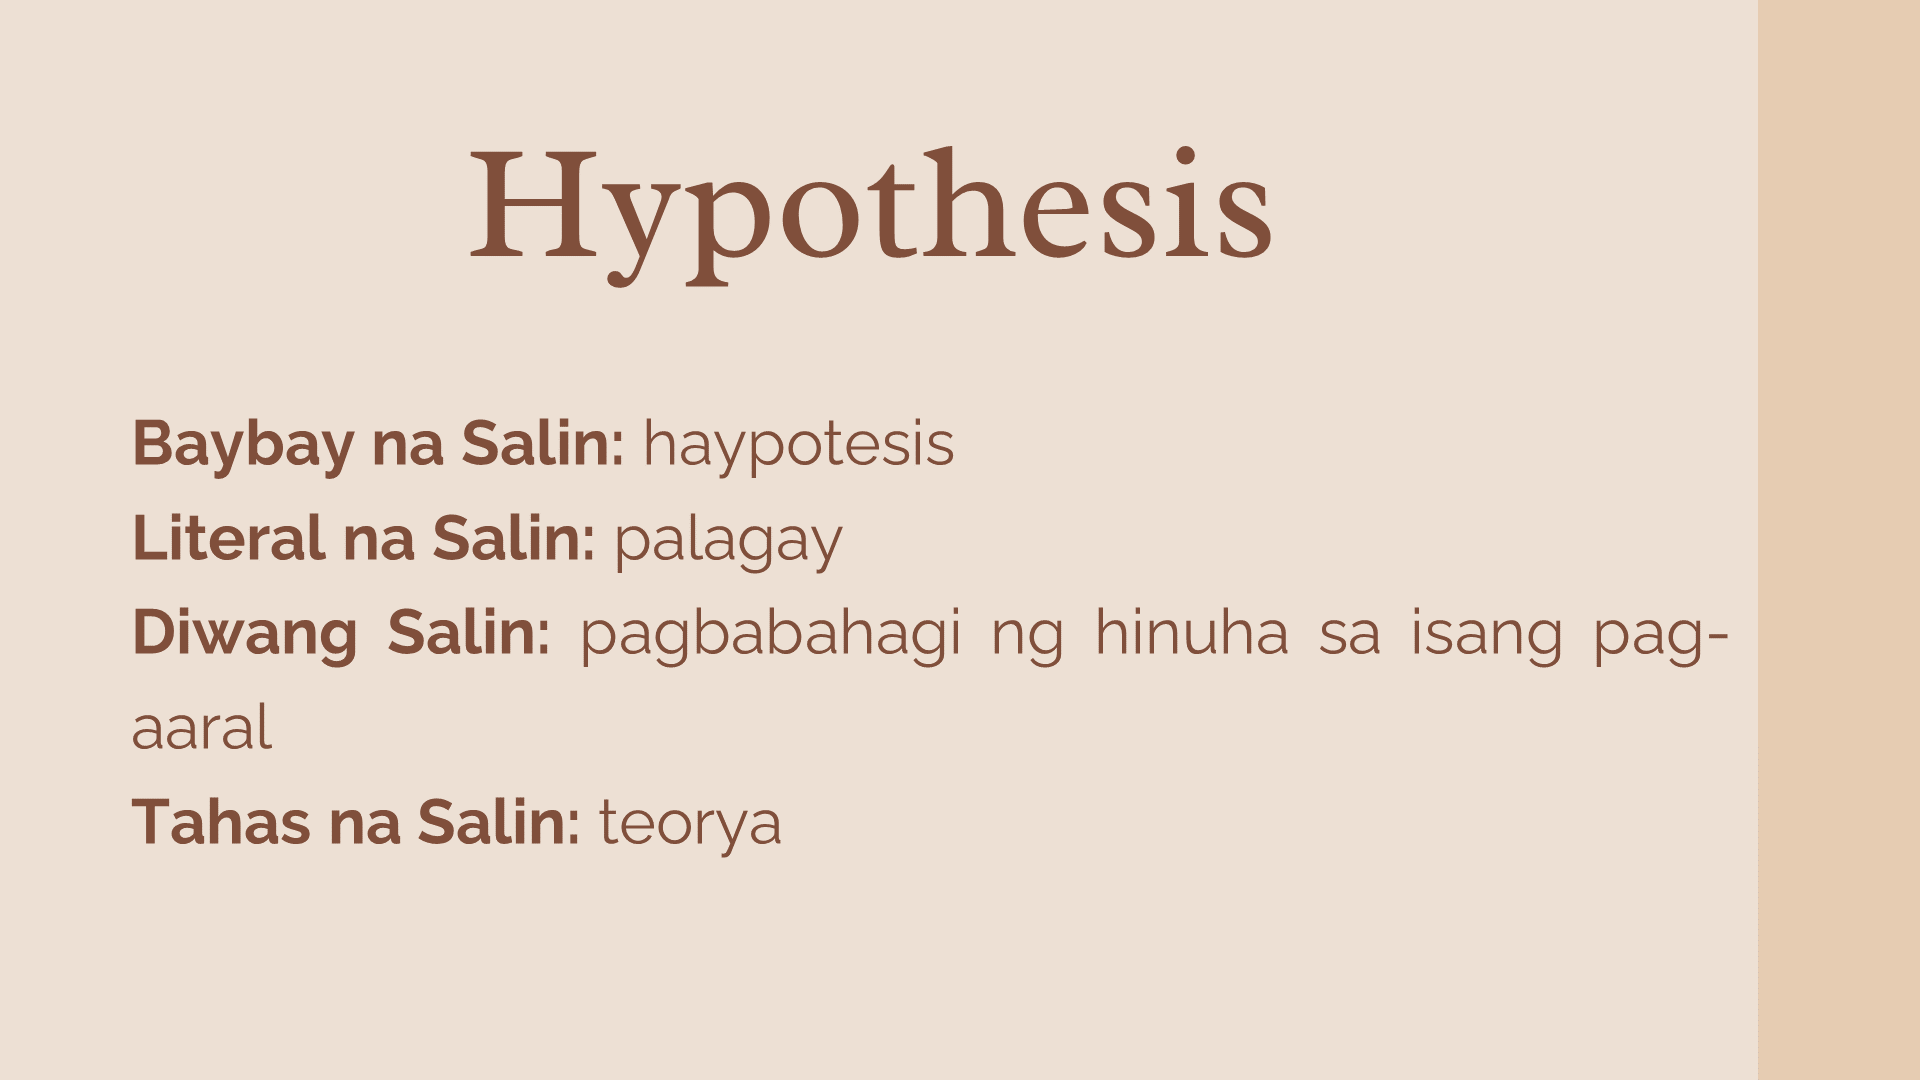 Hypothesis
Baybay na Salin: haypotesis
Literal na Salin: palagay
Diwang Salin: pagbabahagi ng hinuha sa isang pag-
aaral
Tahas na Salin: teorya